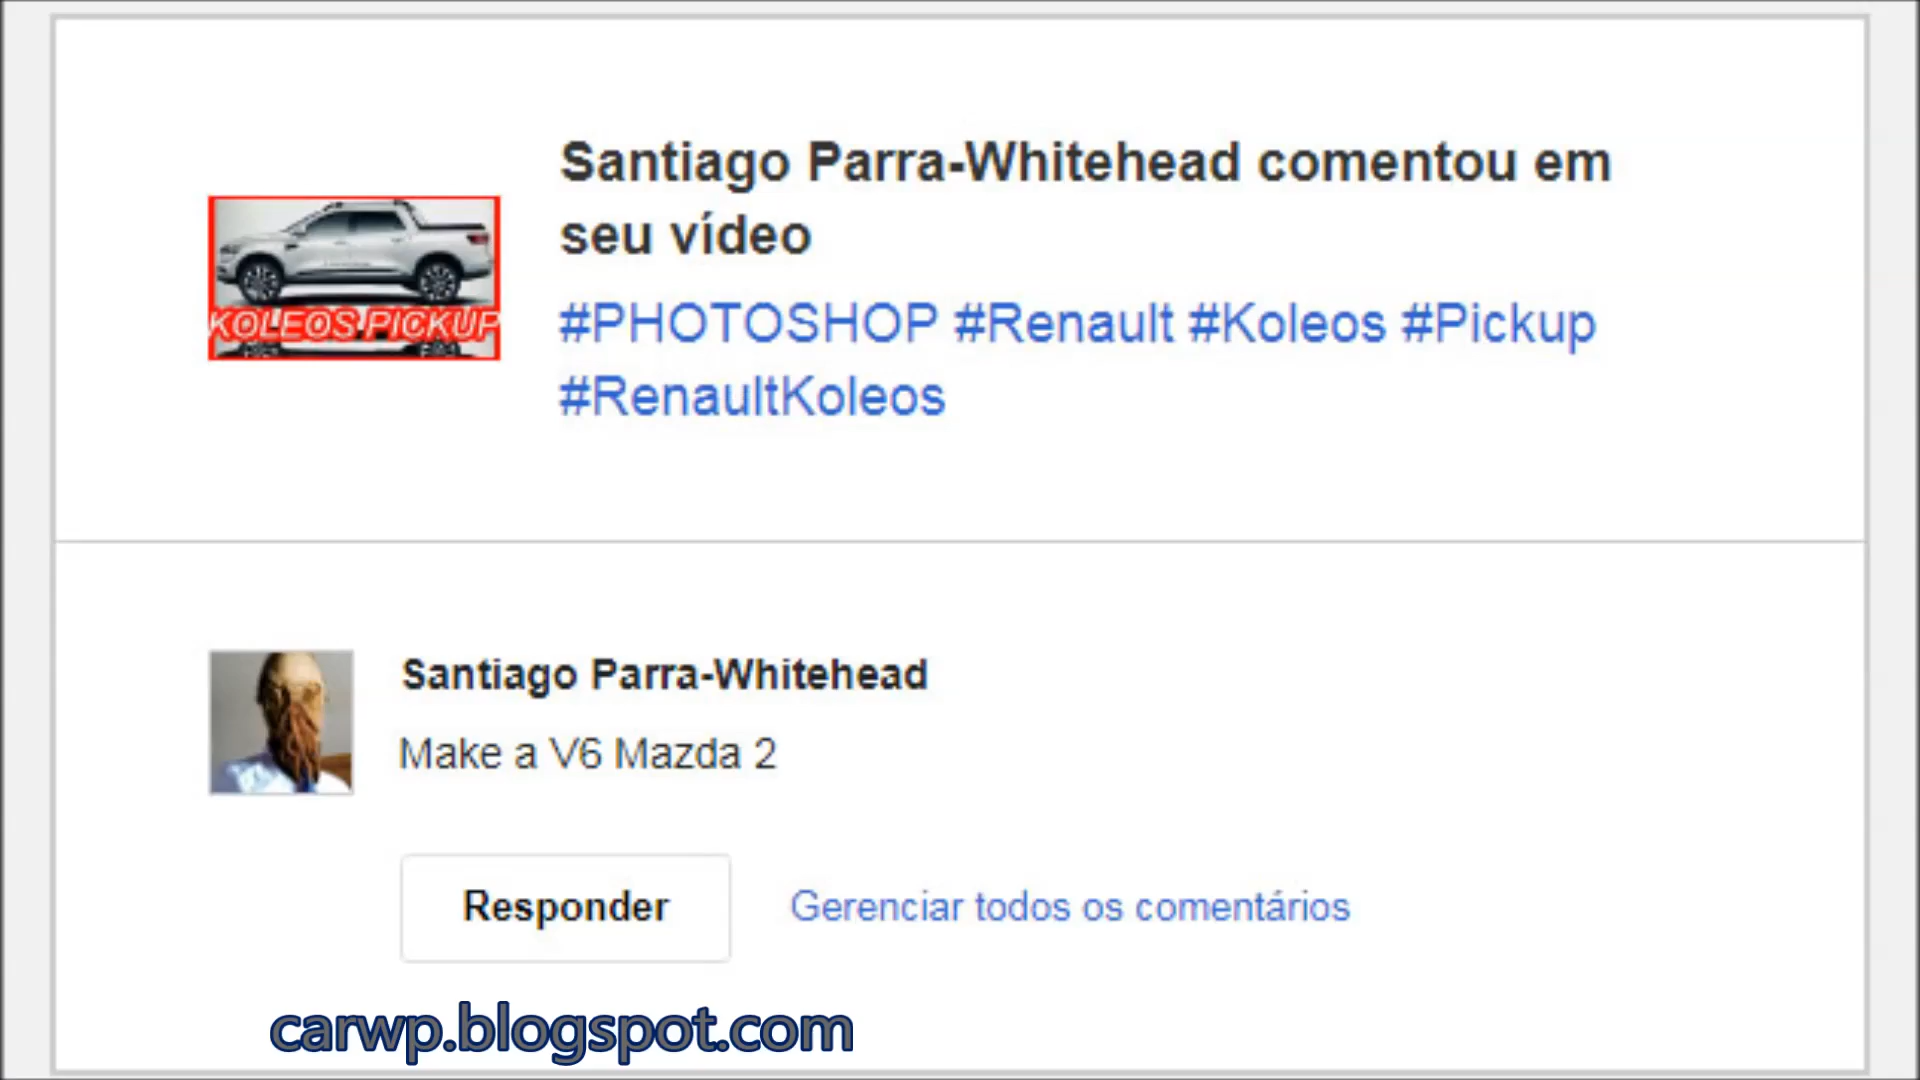 Santiago Parra-Whitehead comentou em
seu vídeo
KOLEOS PICKUP
#PHOTOSHOP #Renault #Koleos #Pickup
#RenaultKoleos
Santiago Parra-Whitehead
Make a V6 Mazda 2
Responder
Gerenciar todos os comentários
carwp.blogspot.com